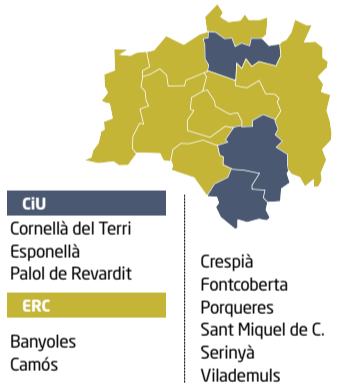 CiU
Cornellà del Terri
Esponellà
Palol de Revardit
ERC
Banyoles
Camós
Crespià
Fontcoberta
Porqueres
Sant Miquel de C.
Serinyà
Vilademuls